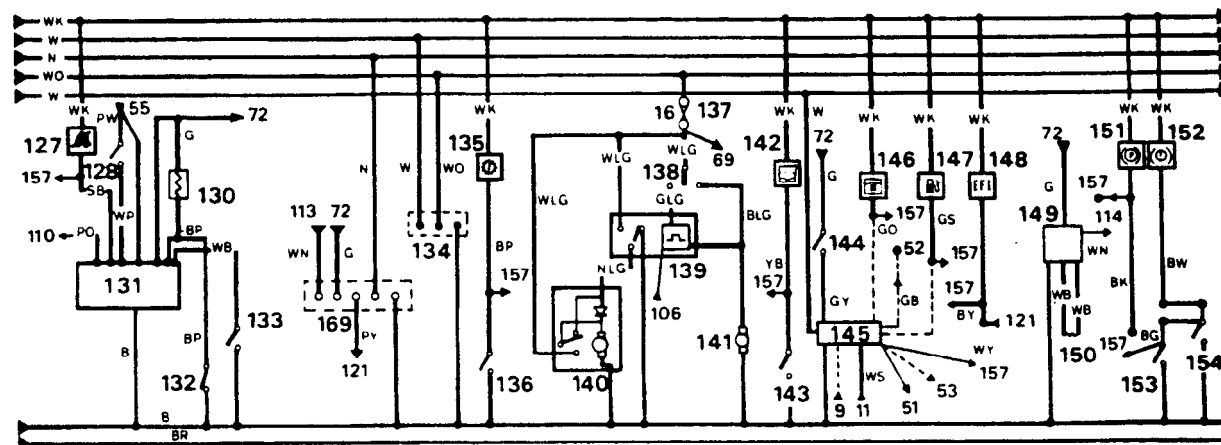 WK
W
N
WO
W
WK
127
157
SB
PW
128
WP
55
G
72
130
110
PO
BP
WB
131
B
BP
132
133
B
BR
113
72
WN
G
N
169
PY
121
W
WO
134
WK
135
BP
157
136
16
137
WLG
69
WLG
WLG
138
GLG
BLG
139
NLG
106
140
141
WK
142
YB
157
143
W
72
G
144
GY
145
9
11
WS
51
53
157
WY
WK
146
157
GO
52
GB
WK
147
GS
157
WK
148
EFI
157
BY
121
72
G
149
114
WN
WB
WB
150
WK
151
157
BK
157
WK
152
BW
BG
153
154